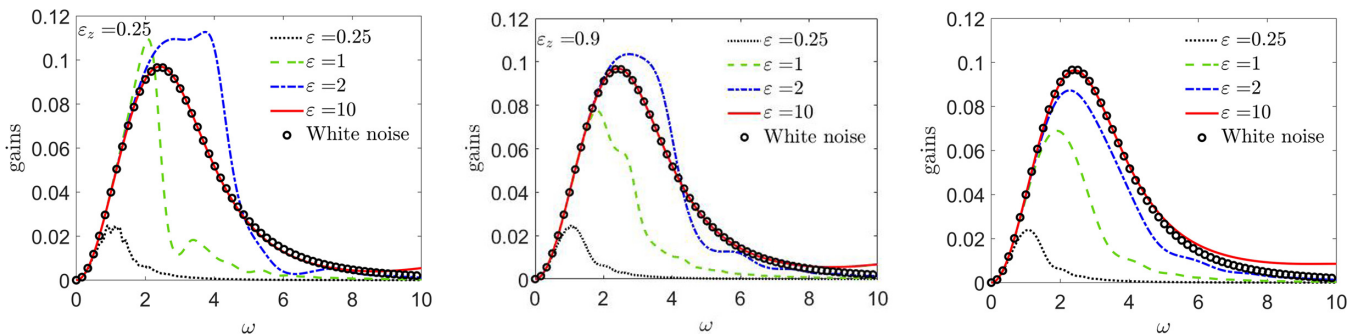 0.12
0.1
0.08
0.06
0.04
0.02
0
gains
0 2 4 6 8 10
ω
ε_z =0.25
ε =0.25
ε =1
ε =2
ε =10
White noise
0.12
0.1
0.08
0.06
0.04
0.02
0
gains
0 2 4 6 8 10
ω
ε_z =0.9
ε =0.25
ε =1
ε =2
ε =10
White noise
0.12
0.1
0.08
0.06
0.04
0.02
0
gains
0 2 4 6 8 10
ω
ε =0.25
ε =1
ε =2
ε =10
White noise